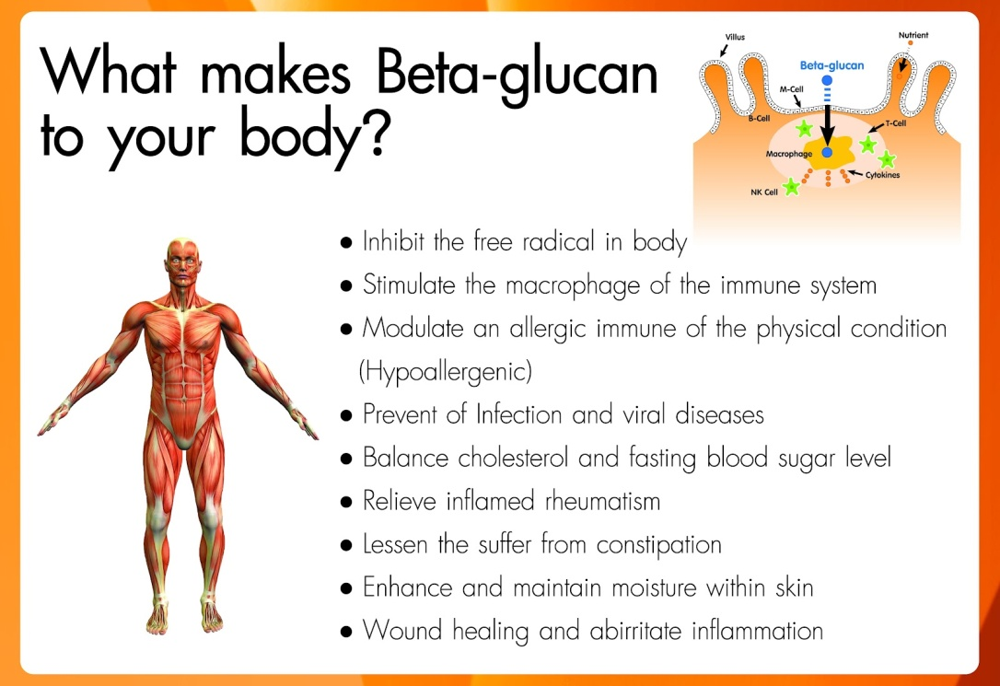 What makes Beta-glucan
to your body?
Villus
Nutrient
Beta-glucan
M-Cell
B-Cell
T-Cell
Macrophage
Cytokines
NK Cell
● Inhibit the free radical in body
● Stimulate the macrophage of the immune system
● Modulate an allergic immune of the physical condition
(Hypoallergenic)
● Prevent of Infection and viral diseases
● Balance cholesterol and fasting blood sugar level
● Relieve inflamed rheumatism
● Lessen the suffer from constipation
● Enhance and maintain moisture within skin
● Wound healing and abirritate inflammation